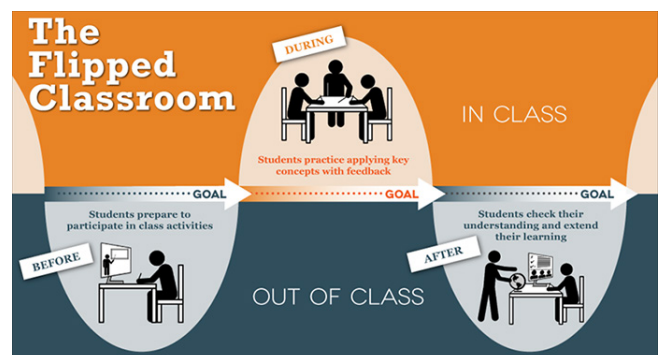 The
Flipped
Classroom
DURING
IN CLASS
Students practice applying key
concepts with feedback
GOAL
GOAL
GOAL
Students prepare to
participate in class activities
BEFORE
OUT OF CLASS
Students check their
understanding and extend
their learning
AFTER